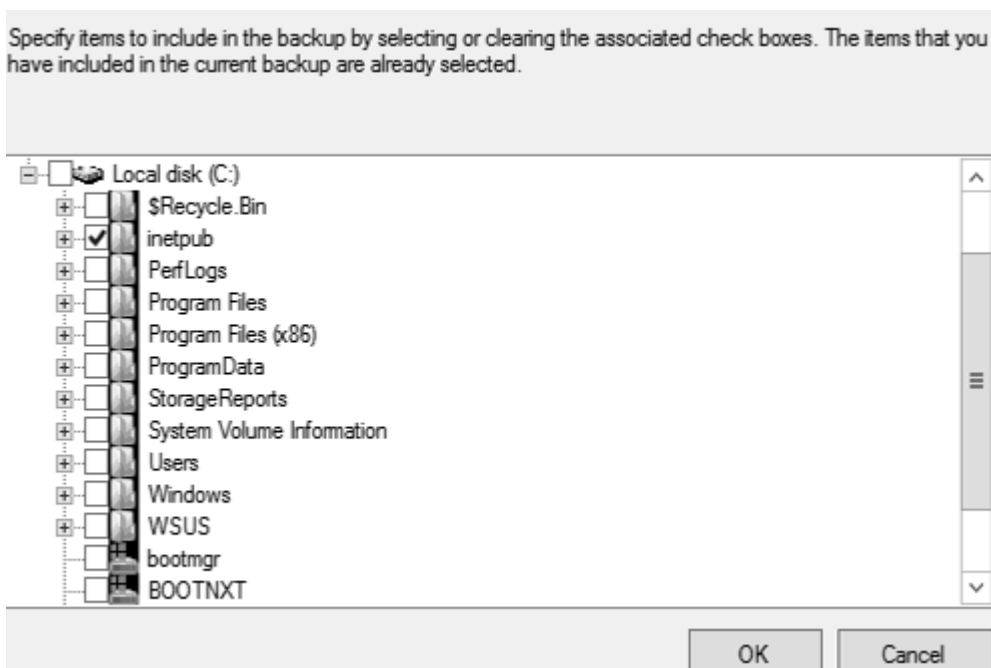 Specify items to include in the backup by selecting or clearing the associated check boxes. The items that you
have included in the current backup are already selected.
Local disk (C:)
$Recycle.Bin
inetpub
PerfLogs
Program Files
Program Files (x86)
ProgramData
StorageReports
System Volume Information
Users
Windows
WSUS
bootmgr
BOOTNXT
OK Cancel